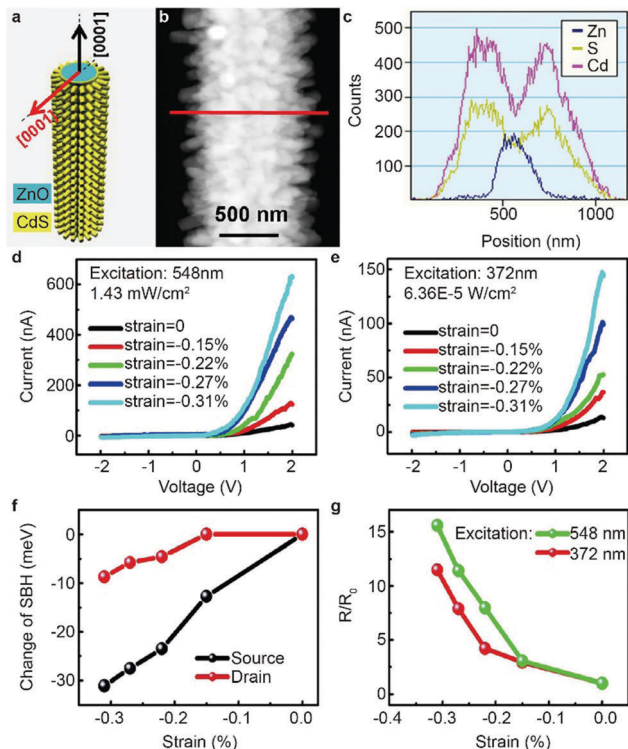 a
[0001]
[0001]
ZnO
CdS
b
500 nm
c
Counts
500
400
300
200
100
Zn
S
Cd
500
1000
Position (nm)
d
Excitation: 548nm
1.43 mW/cm²
strain=0
strain=-0.15%
strain=-0.22%
strain=-0.27%
strain=-0.31%
Current (nA)
600
400
200
0
-2 -1 0 1 2
Voltage (V)
e
Excitation: 372nm
6.36E-5 W/cm²
strain=0
strain=-0.15%
strain=-0.22%
strain=-0.27%
strain=-0.31%
Current (nA)
150
100
50
0
-2 -1 0 1 2
Voltage (V)
f
Change of SBH (meV)
0
-10
-20
-30
Source
Drain
-0.3 -0.2 -0.1 0.0
Strain (%)
g
R/R₀
15
10
5
0
Excitation:
548 nm
372 nm
-0.4 -0.3 -0.2 -0.1 0.0
Strain (%)